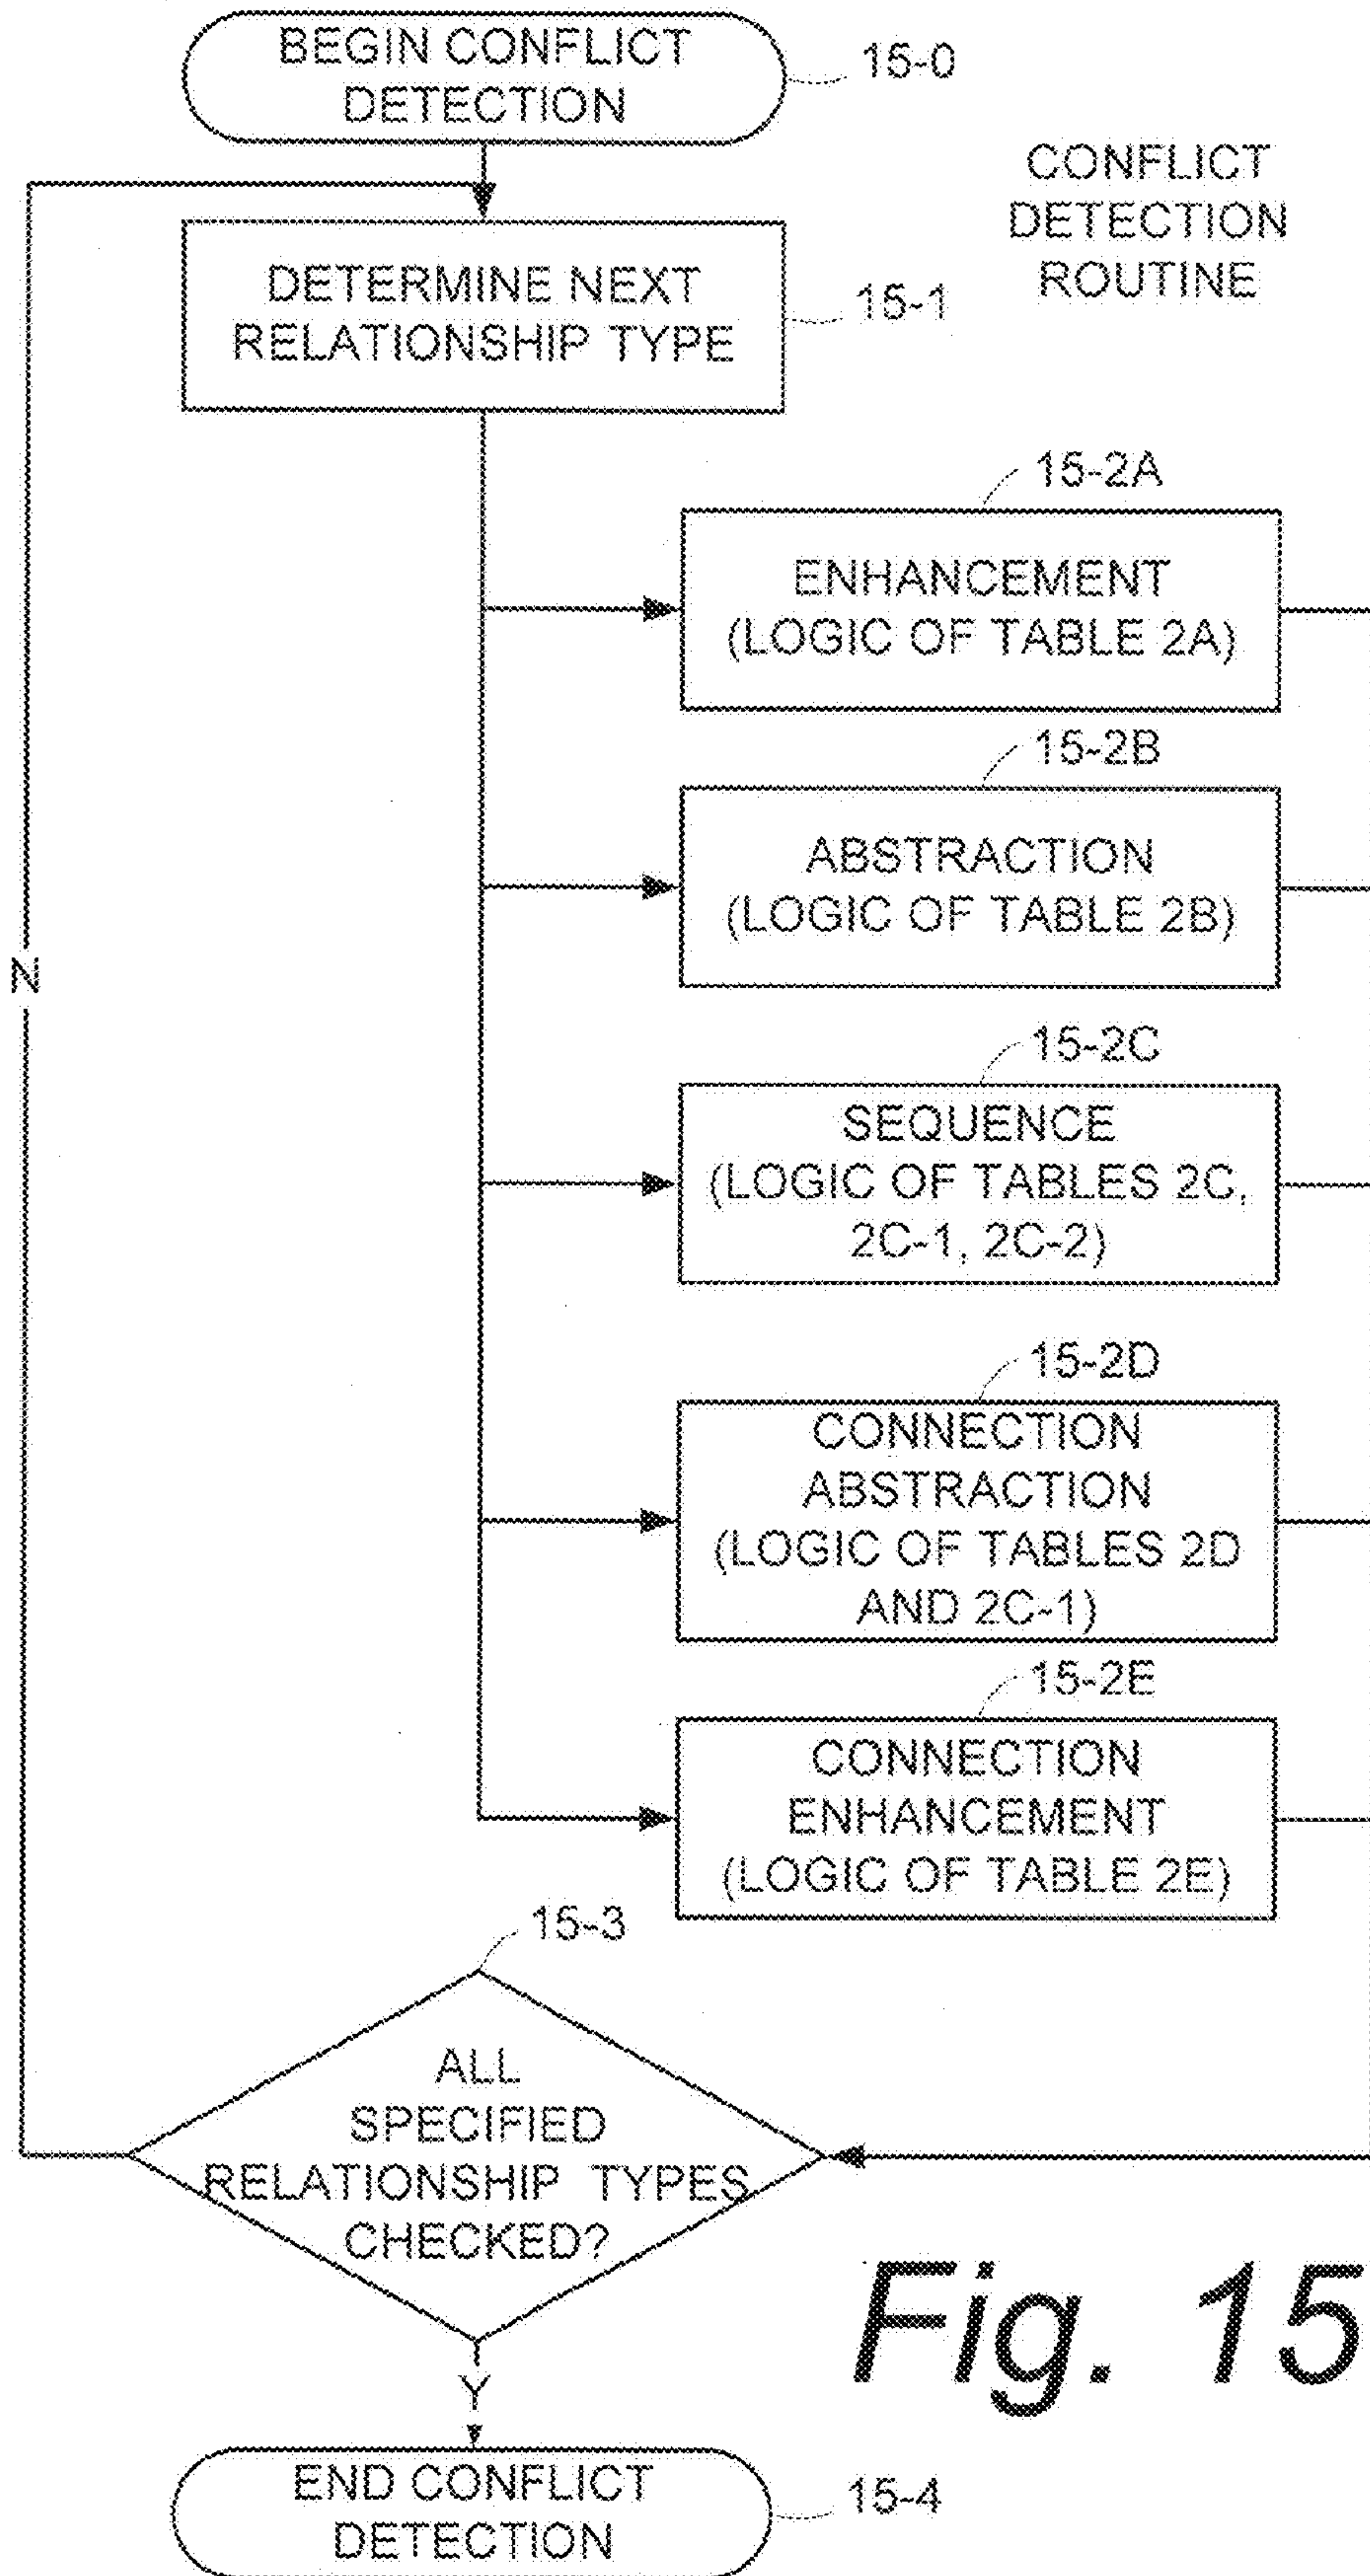 BEGIN CONFLICT
DETECTION
15-0
CONFLICT
DETECTION
ROUTINE
DETERMINE NEXT
RELATIONSHIP TYPE
15-1
15-2A
ENHANCEMENT
(LOGIC OF TABLE 2A)
15-2B
ABSTRACTION
(LOGIC OF TABLE 2B)
N
15-2C
SEQUENCE
(LOGIC OF TABLES 2C,
2C-1, 2C-2)
15-2D
CONNECTION
ABSTRACTION
(LOGIC OF TABLES 2D
AND 2C-1)
15-2E
CONNECTION
ENHANCEMENT
(LOGIC OF TABLE 2E)
15-3
ALL
SPECIFIED
RELATIONSHIP TYPES
CHECKED?
Y
Fig. 15
END CONFLICT
DETECTION
15-4